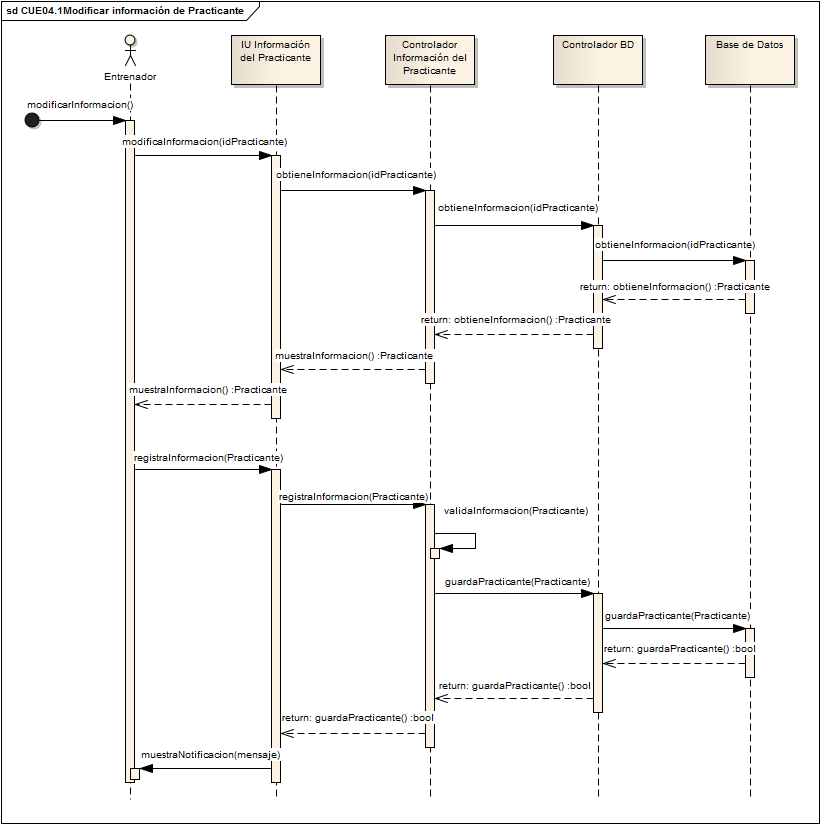 sd CUE04.1Modificar información de Practicante
Entrenador
IU Información
del Practicante
Controlador
Información del
Practicante
Controlador BD
Base de Datos
modificarInformacion()
modificaInformacion(idPracticante)
obtieneInformacion(idPracticante)
obtieneInformacion(idPracticante)
obtieneInformacion(idPracticante)
return: obtieneInformacion() :Practicante
return: obtieneInformacion() :Practicante
muestraInformacion() :Practicante
muestraInformacion() :Practicante
registraInformacion(Practicante)
registraInformacion(Practicante)
validaInformacion(Practicante)
guardaPracticante(Practicante)
guardaPracticante(Practicante)
return: guardaPracticante() :bool
return: guardaPracticante() :bool
return: guardaPracticante() :bool
muestraNotificacion(mensaje)